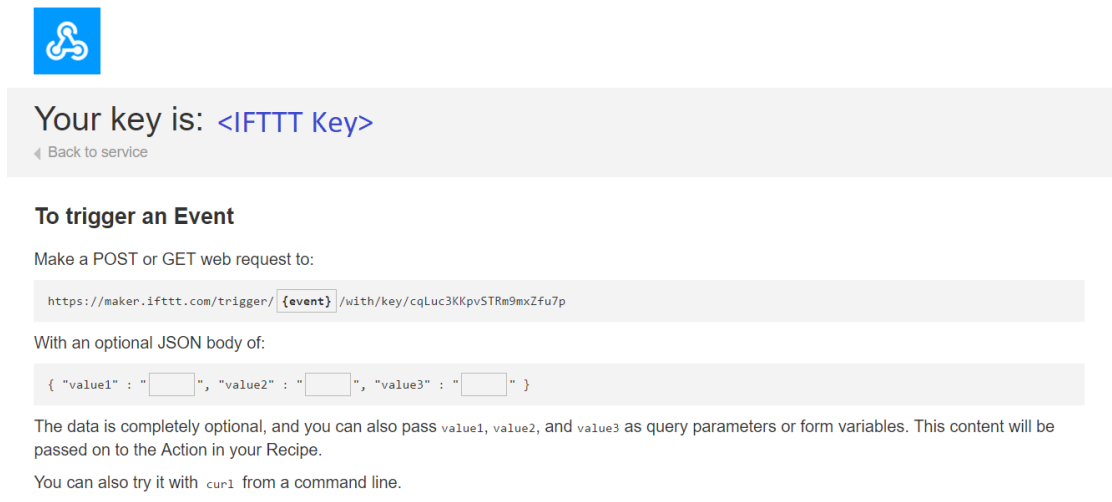 Your key is: <IFTTT Key>
Back to service
To trigger an Event
Make a POST or GET web request to:
https://maker.ifttt.com/trigger/ {event} /with/key/cqLuc3KKpvSTRm9mxZfu7p
With an optional JSON body of:
{ "value1" : "", "value2" : "", "value3" : "" }
The data is completely optional, and you can also pass value1, value2, and value3 as query parameters or form variables. This content will be
passed on to the Action in your Recipe.
You can also try it with curl from a command line.